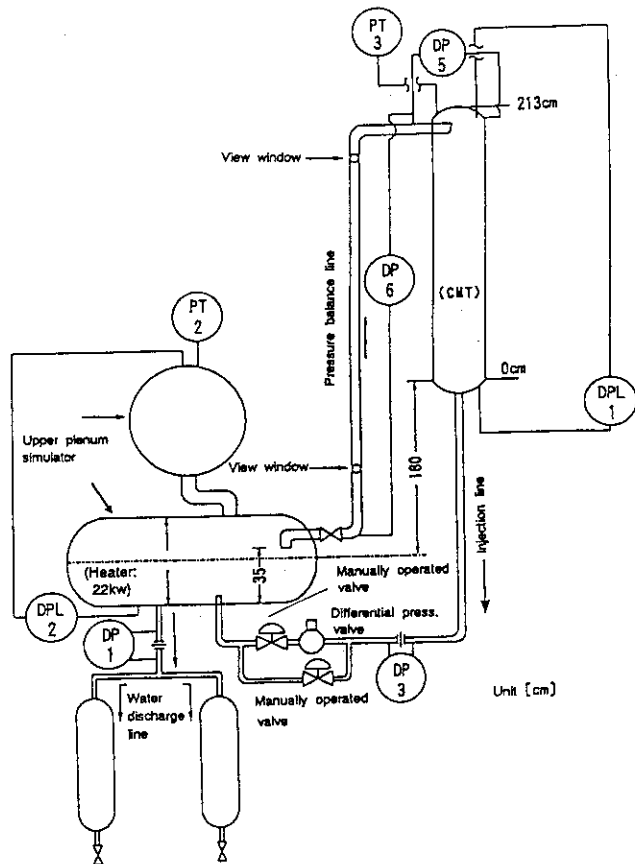 PT
3
DP
5
213cm
View window
Pressure balance line
DP
6
(CMT)
PT
2
0cm
DPL
1
Upper plenum
simulator
View window
180
Injection line
(Heater:
22kw)
35
Manually operated
valve
Differential press.
valve
DPL
2
DP
1
DP
3
Unit [cm]
Water
discharge
line
Manually operated
valve